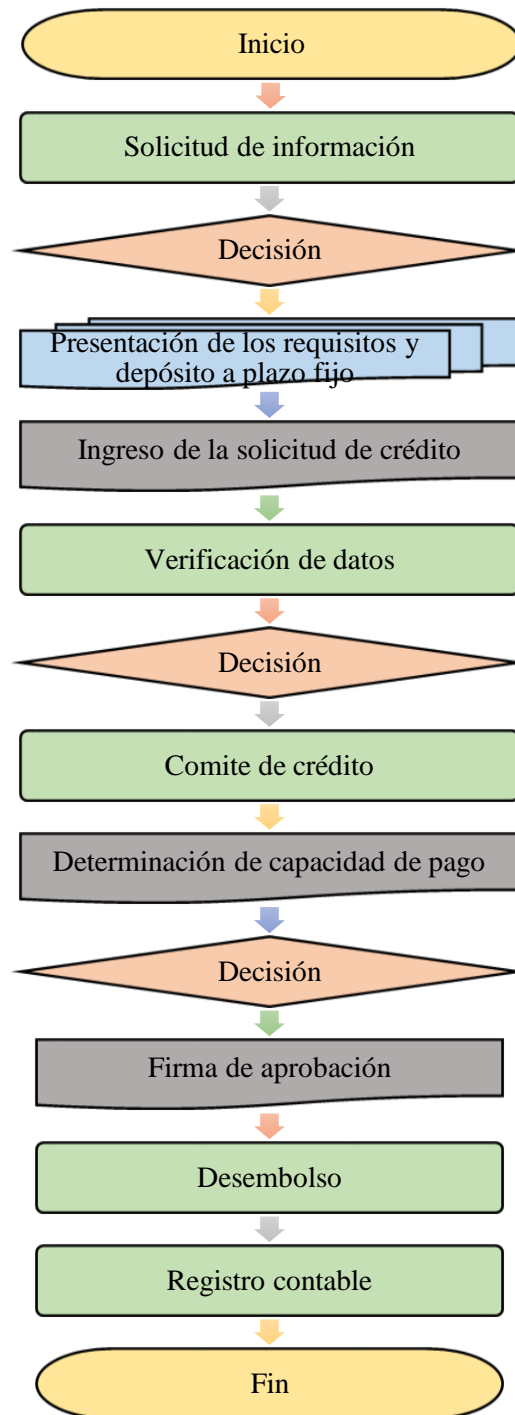 Inicio
Solicitud de información
Decisión
Presentación de los requisitos y
depósito a plazo fijo
Ingreso de la solicitud de crédito
Verificación de datos
Decisión
Comite de crédito
Determinación de capacidad de pago
Decisión
Firma de aprobación
Desembolso
Registro contable
Fin